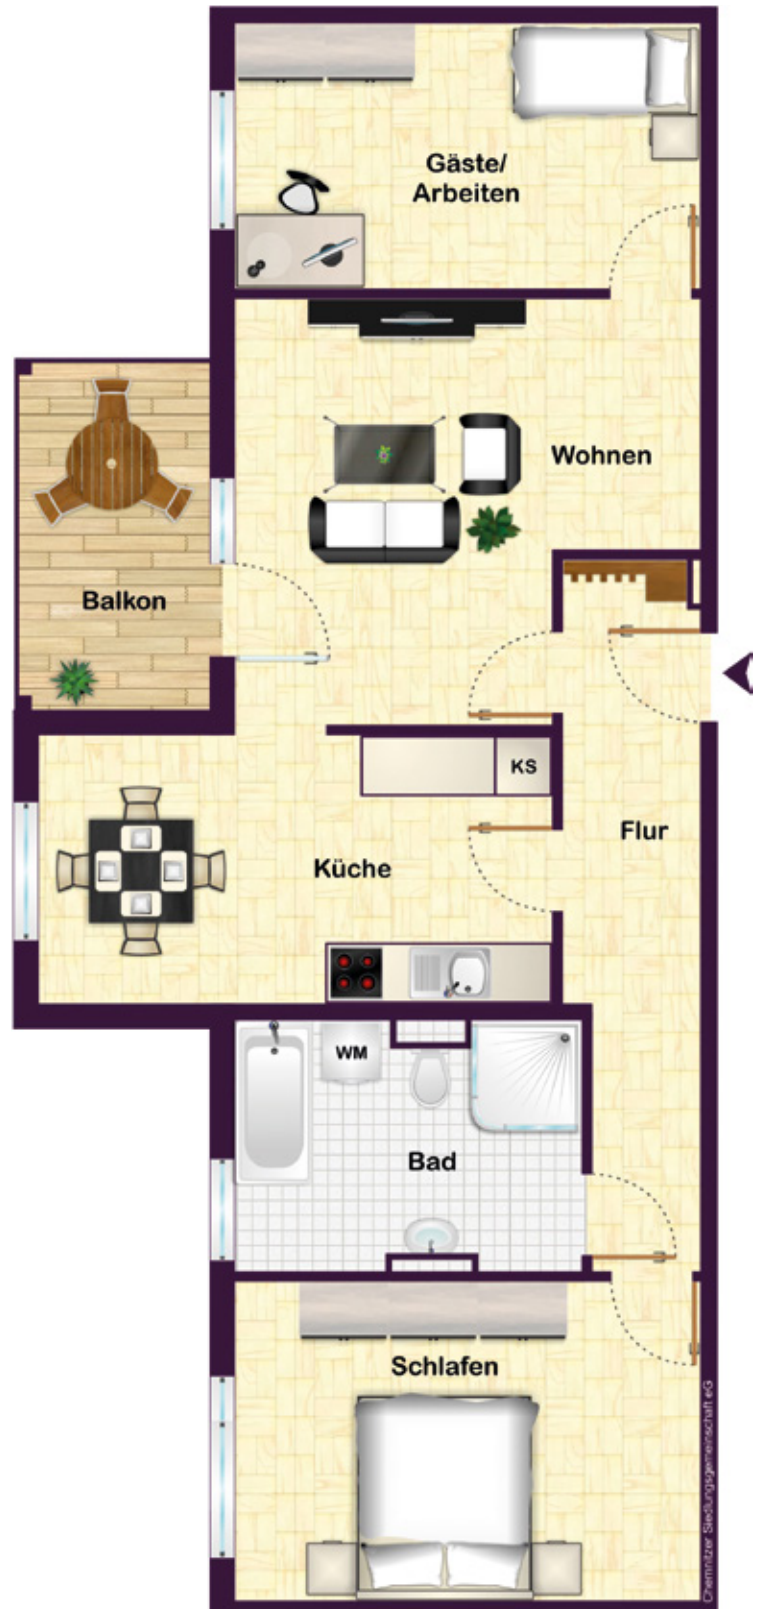 Gäste/
Arbeiten
Wohnen
Balkon
KS
Flur
Küche
WM
Bad
Schlafen
Chemnitzer Siedlungsgemeinschaft eG